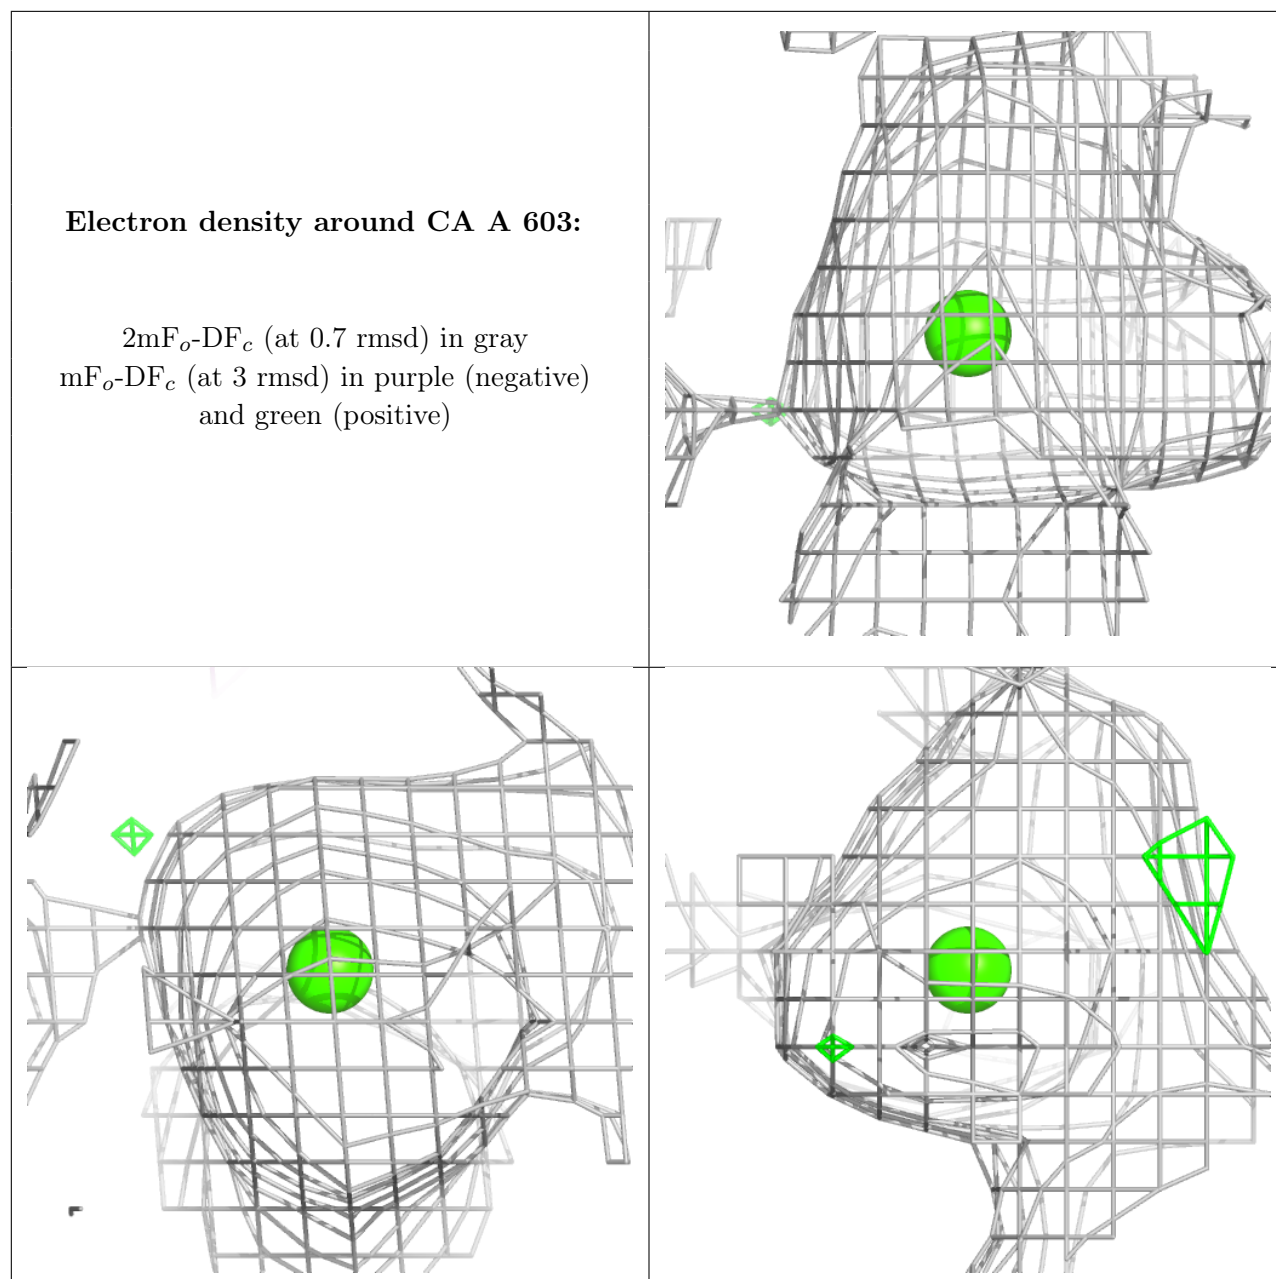 Electron density around CA A 603:
2mFo-DFc (at 0.7 rmsd) in gray
mFo-DFc (at 3 rmsd) in purple (negative)
and green (positive)